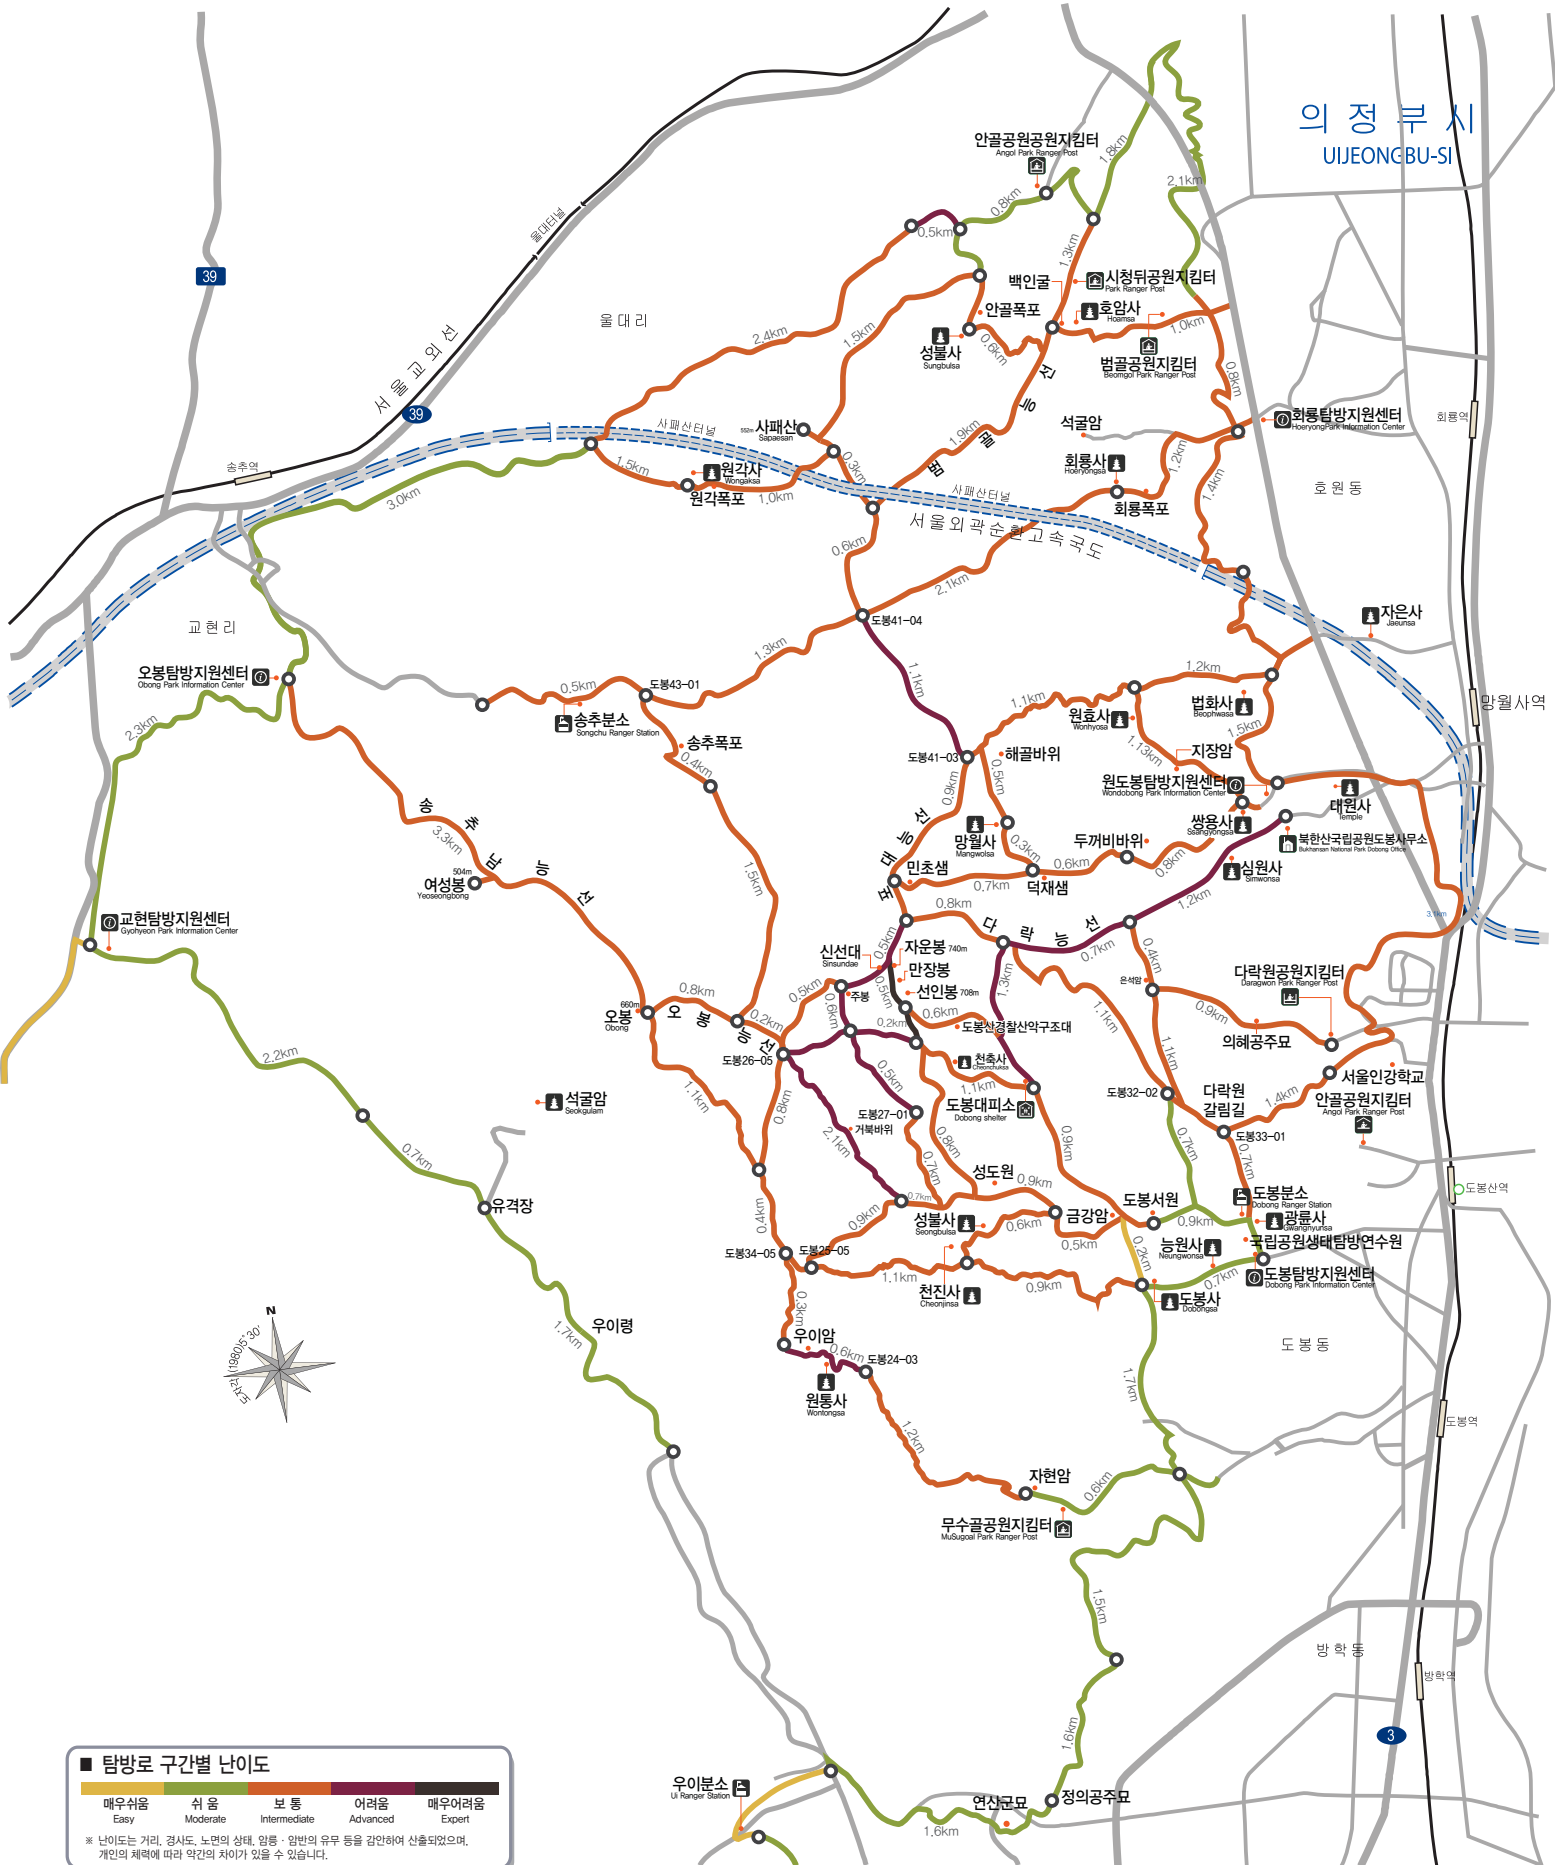 의정부시
UIJEONGBU-SI
안골공원공원지킴터
Angol Park Ranger Post
1.8km
2.1km
0.8km
0.5km
울대터널
39
1.3km
백인굴
시청뒤공원지킴터
Park Ranger Post
호암사
Hoamsa
안골폭포
1.0km
울대리
2.4km
1.5km
성불사
Sungbulsa
0.6km
범골공원지킴터
Beomgol Park Ranger Post
서울교외선
39
0.8km
범골능선
1.9km
사패산터널
552m 사패산
Sapaesan
석굴암
회룡탐방지원센터
HoeryongPark Information Center
회룡역
송추역
1.5km
원각사
Wongaksa
0.3km
회룡사
Hoeryongsa
1.2km
1.4km
3.0km
원각폭포
1.0km
사패산터널
회룡폭포
호원동
서울외곽순환고속국도
0.6km
2.1km
교현리
도봉41-04
자은사
Jaeunsa
1.3km
1.1km
오봉탐방지원센터
Obong Park Information Center
0.5km
도봉43-01
1.2km
1.1km
송추분소
Songchu Ranger Station
원효사
Wonhyosa
법화사
Beophwasa
망월사역
2.3km
1.5km
송추폭포
1.13km
지장암
0.4km
도봉41-03
해골바위
0.5km
0.9km
원도봉탐방지원센터
Wondobong Park Information Center
대원사
Temple
송추남능선
3.3km
포대능선
망월사
Mangwolsa
쌍용사
Ssangyongsa
북한산국립공원도봉사무소
Bukhansan National Park Dobong Office
0.3km
두꺼비바위
0.6km
0.8km
504m
여성봉
Yeoseongbong
1.5km
민초샘
0.7km
덕재샘
심원사
Simwonsa
1.2km
교현탐방지원센터
Gyohyeon Park Information Center
0.8km
다락능선
0.7km
3.1km
신선대
Sinsundae
0.5km
자운봉 740m
만장봉
선인봉 708m
1.3km
0.4km
은석암
다락원공원지킴터
Daragwon Park Ranger Post
주봉
0.5km
0.5km
0.8km
0.6km
0.6km
1.1km
0.9km
660m
오봉
Obong
오봉능선
0.2km
0.2km
도봉산경찰산악구조대
의혜공주묘
도봉26-05
천축사
Cheonchuksa
1.1km
1.1km
2.2km
1.1km
0.5km
서울인강학교
석굴암
Seokgulam
0.8km
도봉27-01
도봉대피소
Dobong shelter
도봉32-02
다락원
갈림길
1.4km
안골공원지킴터
Angol Park Ranger Post
2.1km
거북바위
0.8km
0.9km
0.7km
도봉33-01
0.7km
0.7km
0.7km
성도원
0.9km
도봉분소
Dobong Ranger Station
도봉산역
유격장
0.4km
0.9km
0.7km
성불사
Seongbulsa
0.6km
금강암
도봉서원
0.9km
광륜사
Gwangnyunsa
도봉34-05
도봉25-05
0.5km
0.2km
능원사
Neungwonsa
국립공원생태탐방연수원
1.1km
천진사
Cheonjinsa
0.9km
도봉사
Dobongsa
0.7km
도봉탐방지원센터
Dobong Park Information Center
0.3km
N
도자각(1980)5°30′
1.7km
우이령
우이암
0.6km
도봉24-03
원통사
Wontongsa
1.7km
도봉동
1.2km
도봉역
자현암
0.6km
무수골공원지킴터
MuSugoal Park Ranger Post
1.5km
방학동
방학역
1.6km
3
우이분소
Ui Ranger Station
1.6km
연산군묘
정의공주묘
■ 탐방로 구간별 난이도
매우쉬움 쉬 움 보 통 어려움 매우어려움
Easy Moderate Intermediate Advanced Expert
※ 난이도는 거리, 경사도, 노면의 상태, 암릉 · 암반의 유무 등을 감안하여 산출되었으며,
개인의 체력에 따라 약간의 차이가 있을 수 있습니다.